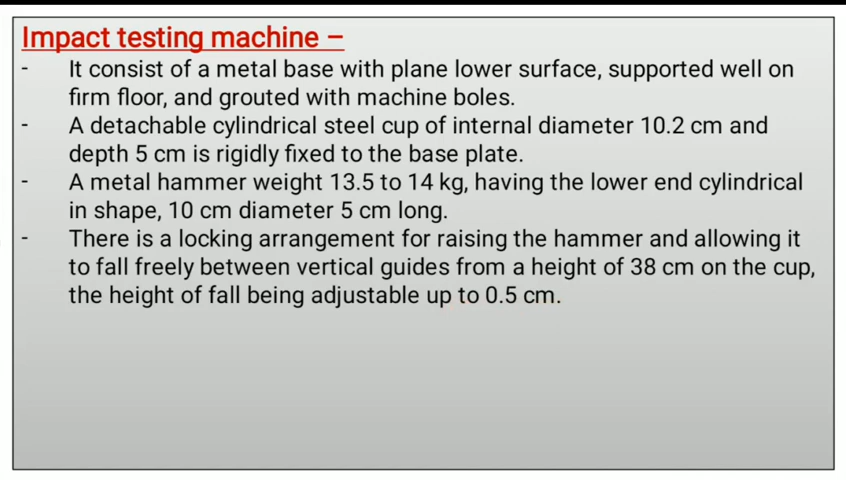 Impact testing machine –
- It consist of a metal base with plane lower surface, supported well on
firm floor, and grouted with machine boles.
- A detachable cylindrical steel cup of internal diameter 10.2 cm and
depth 5 cm is rigidly fixed to the base plate.
- A metal hammer weight 13.5 to 14 kg, having the lower end cylindrical
in shape, 10 cm diameter 5 cm long.
- There is a locking arrangement for raising the hammer and allowing it
to fall freely between vertical guides from a height of 38 cm on the cup,
the height of fall being adjustable up to 0.5 cm.